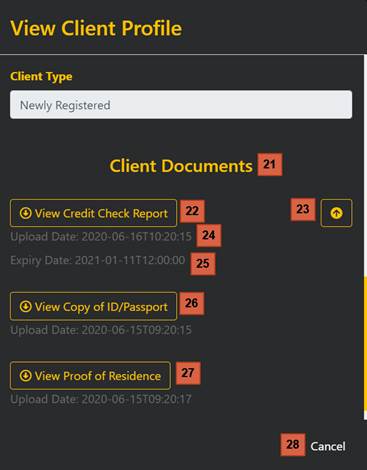 View Client Profile
Client Type
Newly Registered
Client Documents 21
View Credit Check Report 22 23
Upload Date: 2020-06-16T10:20:15 24
Expiry Date: 2021-01-11T12:00:00 25
View Copy of ID/Passport 26
Upload Date: 2020-06-15T09:20:15
View Proof of Residence 27
Upload Date: 2020-06-15T09:20:17
28 Cancel